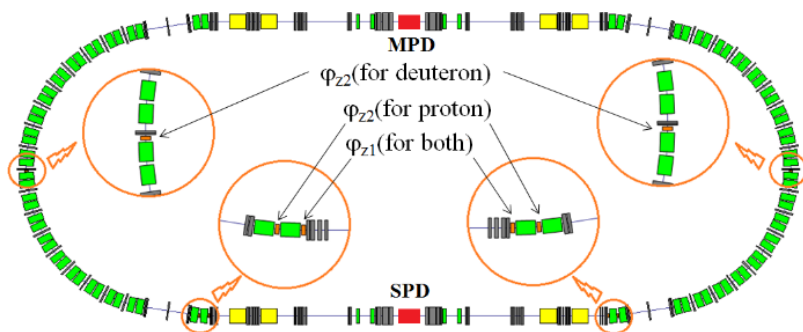 MPD
φz2(for deuteron)
φz2(for proton)
φz1(for both)
SPD